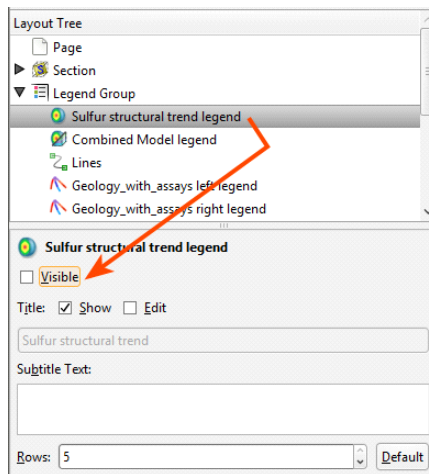 Layout Tree
Page
Section
Legend Group
Sulfur structural trend legend
Combined Model legend
Lines
Geology_with_assays left legend
Geology_with_assays right legend
Sulfur structural trend legend
Visible
Title: Show Edit
Sulfur structural trend
Subtitle Text:
Rows: 5 Default